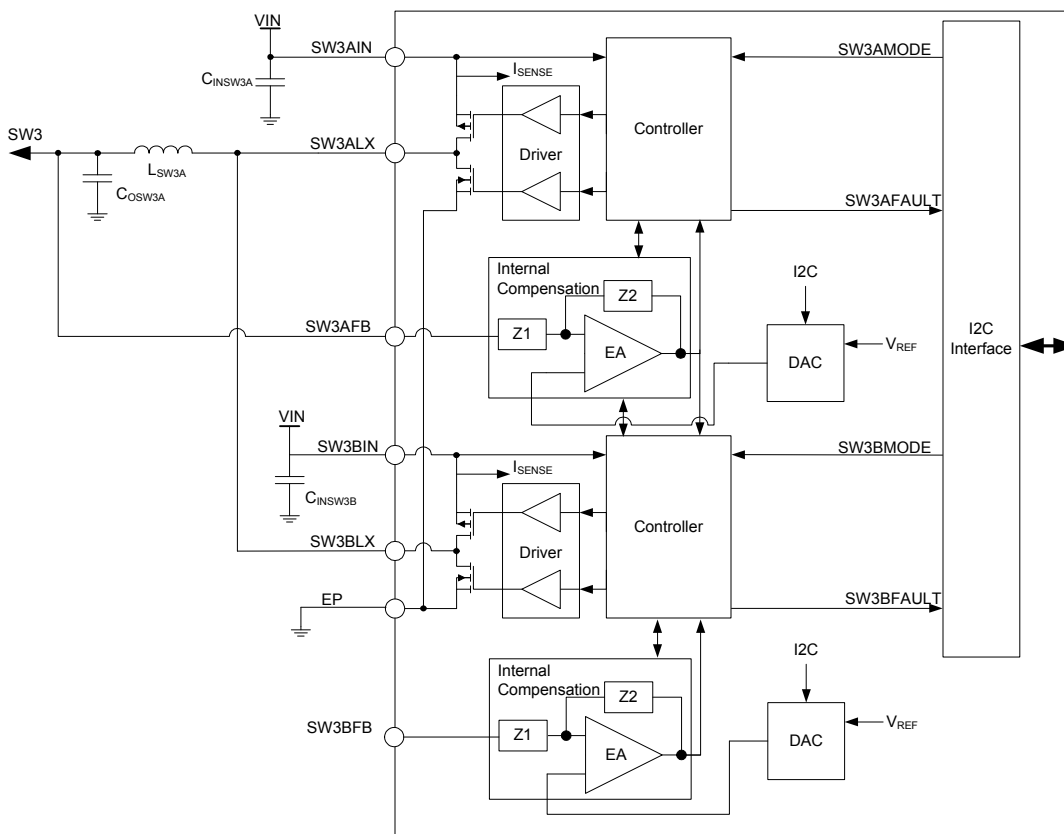 VIN
SW3AIN
CINSW3A
ISENSE
SW3
LSW3A
COSW3A
SW3ALX
Driver
Controller
SW3AMODE
SW3AFAULT
I2C
Interface
Internal
Compensation
Z2
Z1
EA
SW3AFB
I2C
DAC
VREF
VIN
SW3BIN
CINSW3B
ISENSE
SW3BLX
Driver
Controller
SW3BMODE
SW3BFAULT
EP
Internal
Compensation
Z2
Z1
EA
SW3BFB
I2C
DAC
VREF